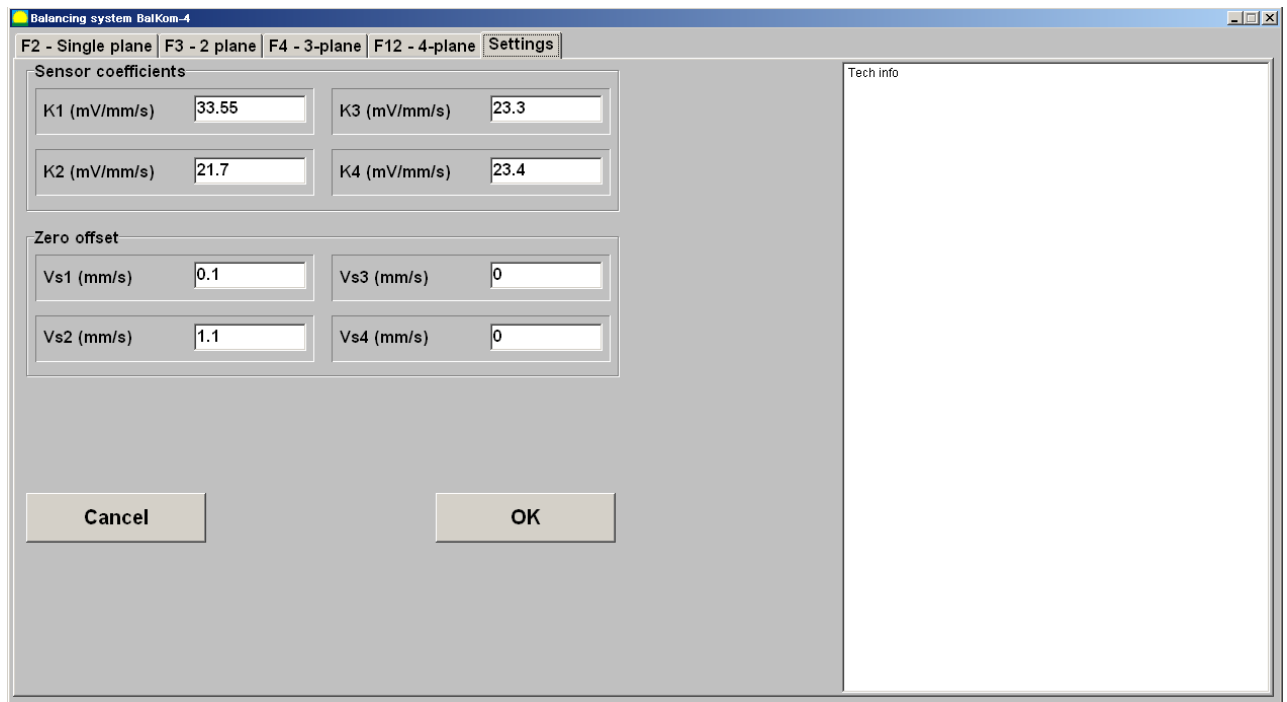 Balancing system BalKom-4
F2 - Single plane F3 - 2 plane F4 - 3-plane F12 - 4-plane Settings
Sensor coefficients
K1 (mV/mm/s) 33.55 K3 (mV/mm/s) 23.3
K2 (mV/mm/s) 21.7 K4 (mV/mm/s) 23.4
Zero offset
Vs1 (mm/s) 0.1 Vs3 (mm/s) 0
Vs2 (mm/s) 1.1 Vs4 (mm/s) 0
Cancel OK
Tech info